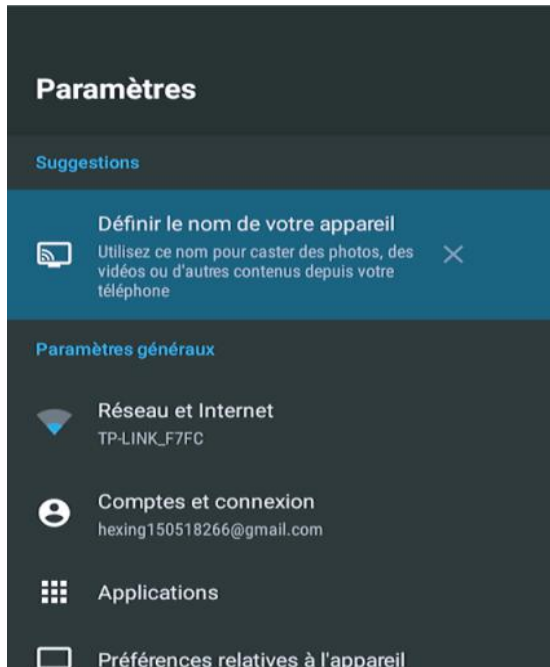 Paramètres
Suggestions
Définir le nom de votre appareil
Utilisez ce nom pour caster des photos, des
vidéos ou d'autres contenus depuis votre
téléphone
Paramètres généraux
Réseau et Internet
TP-LINK_F7FC
Comptes et connexion
hexing150518266@gmail.com
Applications
Préférences relatives à l'appareil